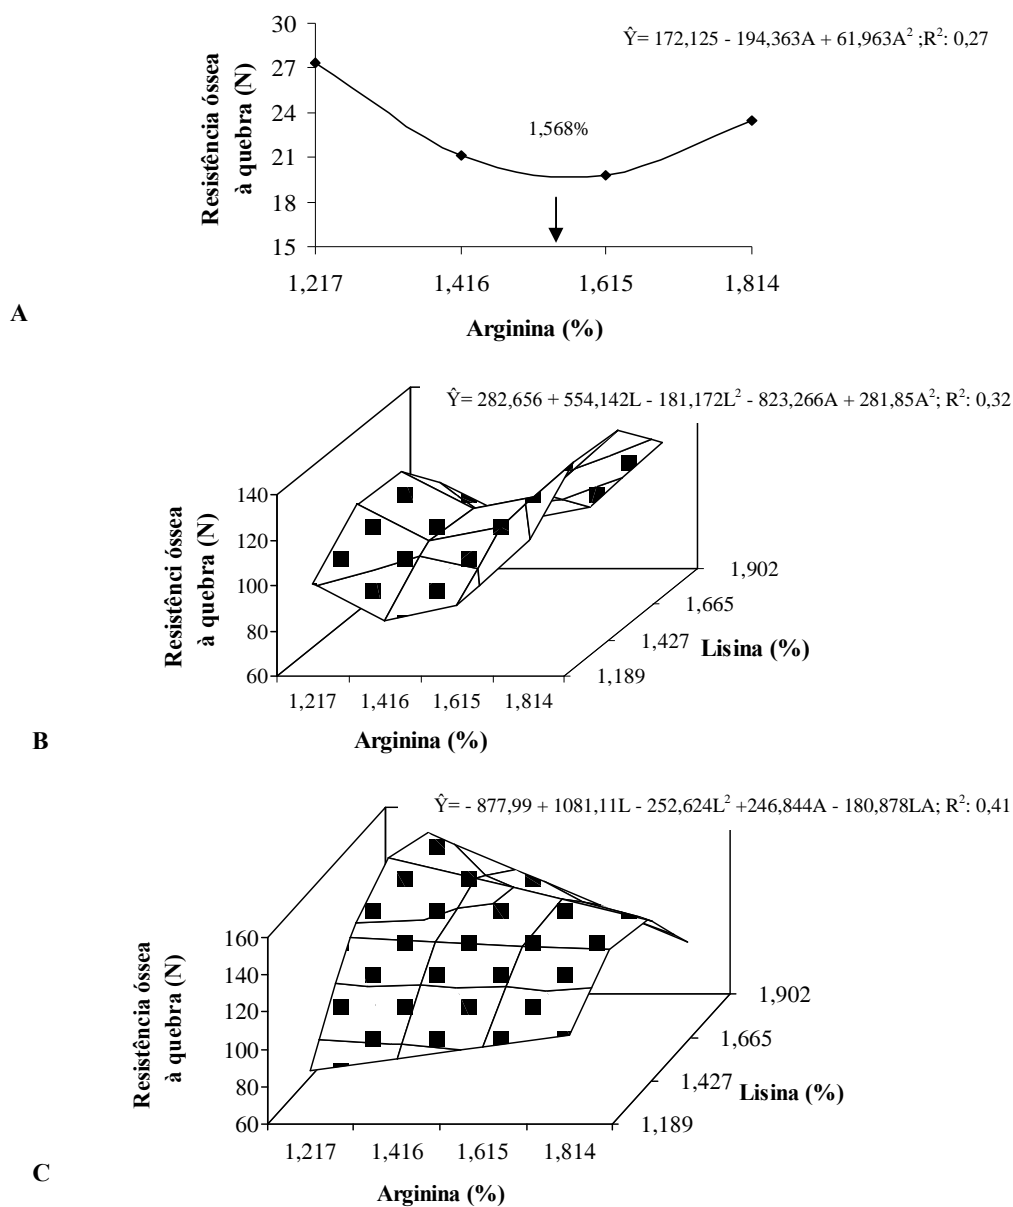 Ŷ= 172,125 - 194,363A + 61,963A² ;R²: 0,27
Resistência óssea
à quebra (N)
30
27
24
21
18
15
1,568%
1,217 1,416 1,615 1,814
A
Arginina (%)
Ŷ= 282,656 + 554,142L - 181,172L² - 823,266A + 281,85A²; R²: 0,32
Resistênci óssea
à quebra (N)
140
120
100
80
60
1,902
1,665
1,427
1,189
Lisina (%)
1,217 1,416 1,615 1,814
B
Arginina (%)
Ŷ= - 877,99 + 1081,11L - 252,624L² +246,844A - 180,878LA; R²: 0,41
Resistência óssea
à quebra (N)
160
140
120
100
80
60
1,902
1,665
1,427
1,189
Lisina (%)
1,217 1,416 1,615 1,814
C
Arginina (%)